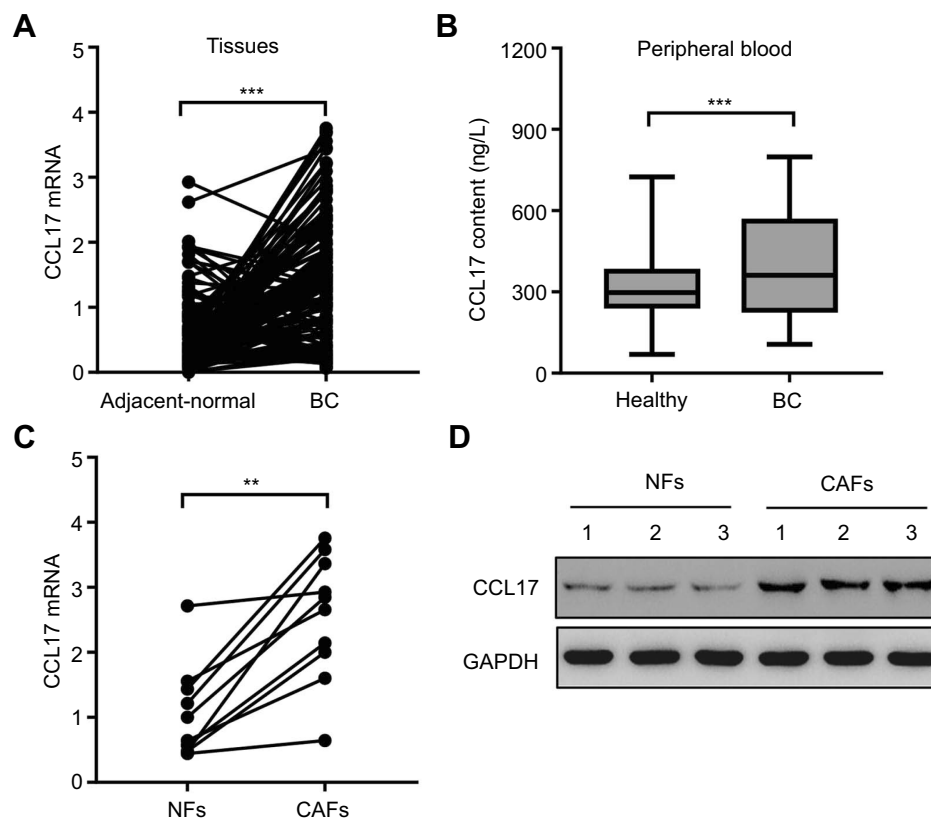 A
Tissues
***
CCL17 mRNA
5
4
3
2
1
0
Adjacent-normal BC
B
Peripheral blood
***
CCL17 content (ng/L)
1200
900
600
300
0
Healthy BC
C
**
CCL17 mRNA
5
4
3
2
1
0
NFs CAFs
D
NFs CAFs
1 2 3 1 2 3
CCL17
GAPDH